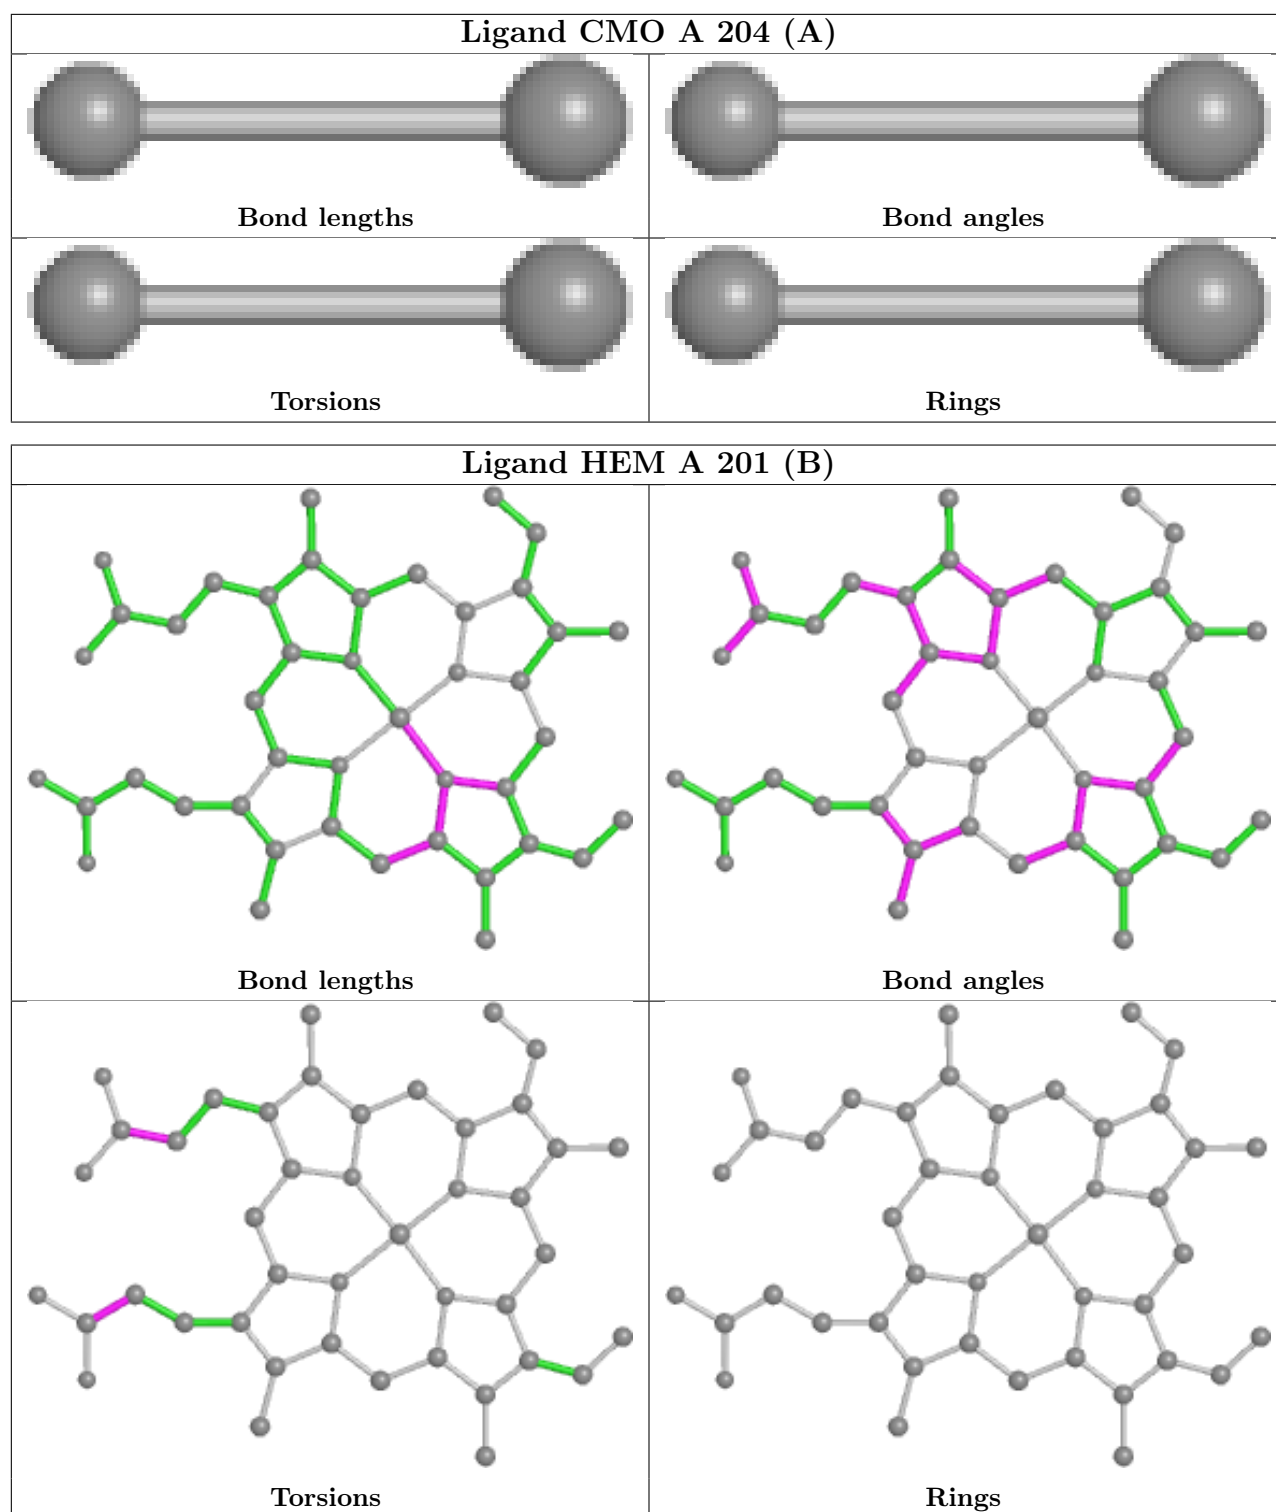 Ligand CMO A 204 (A)
Bond lengths
Bond angles
Torsions
Rings
Ligand HEM A 201 (B)
Bond lengths
Bond angles
Torsions
Rings